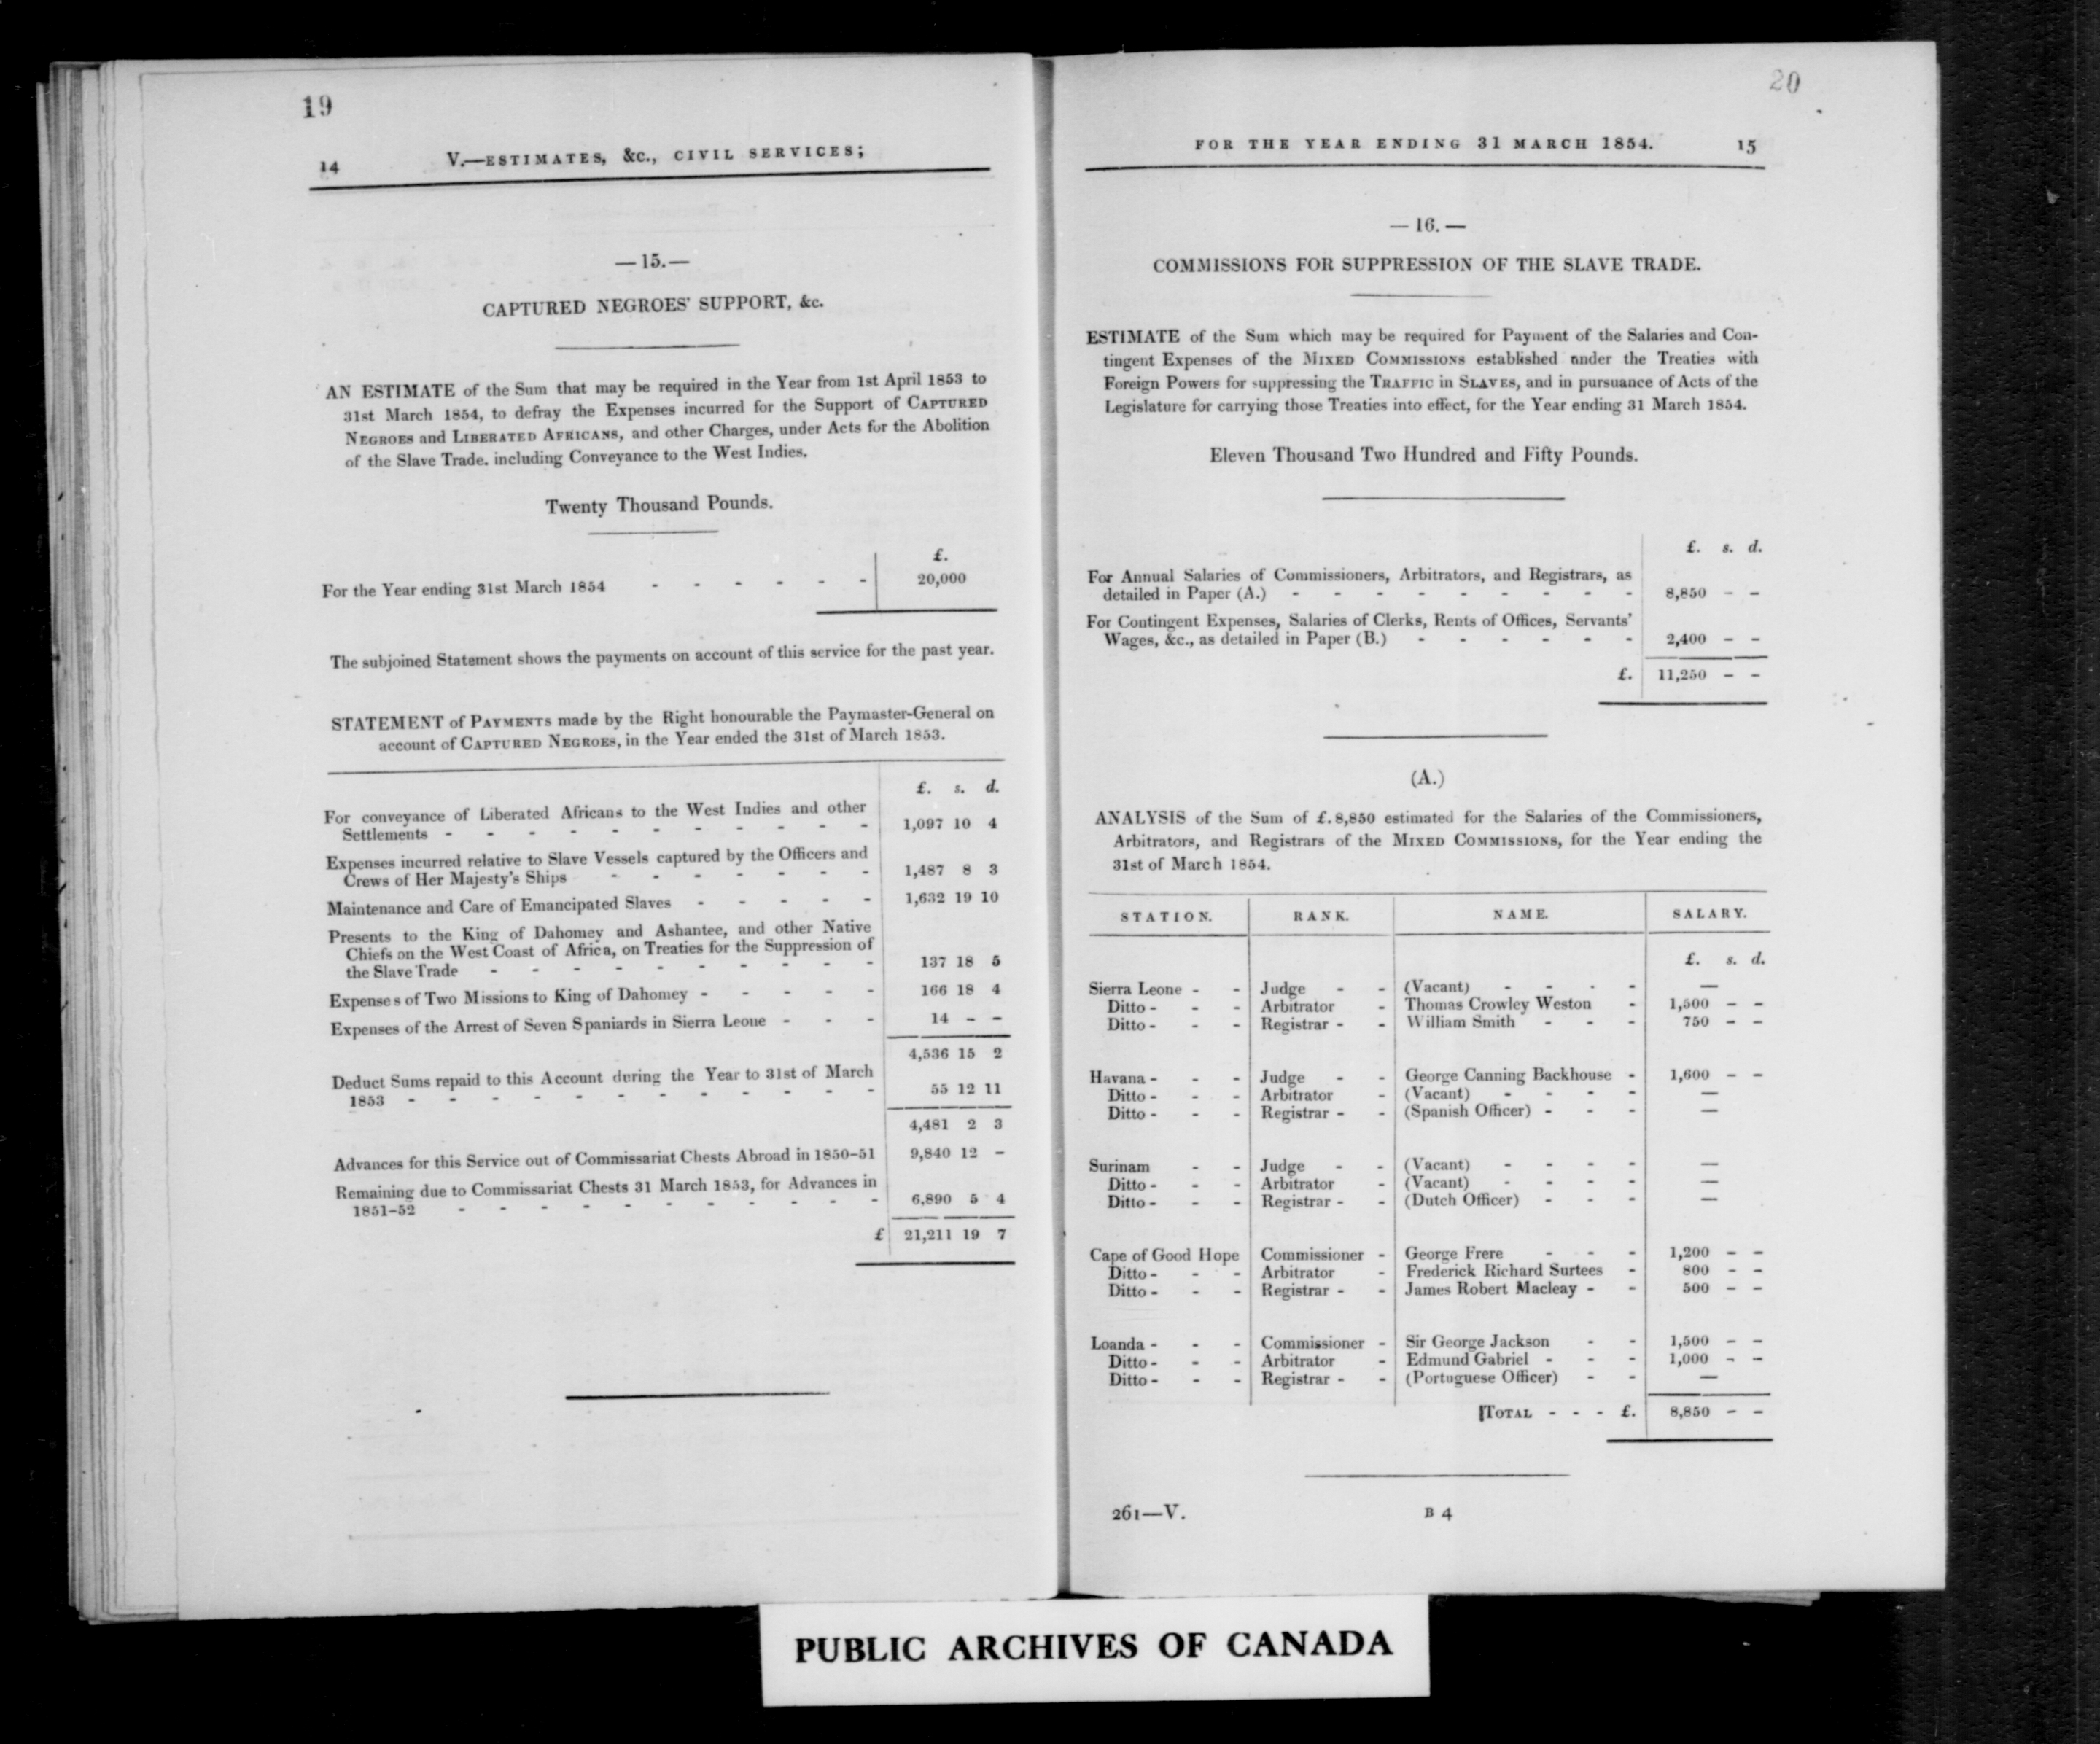 19
14 V.—ESTIMATES, &c., CIVIL SERVICES;
— 15.—
CAPTURED NEGROES' SUPPORT, &c.
AN ESTIMATE of the Sum that may be required in the Year from 1st April 1853 to
31st March 1854, to defray the Expenses incurred for the Support of CAPTURED
NEGROES and LIBERATED AFRICANS, and other Charges, under Acts for the Abolition
of the Slave Trade. including Conveyance to the West Indies.
Twenty Thousand Pounds.
£.
For the Year ending 31st March 1854 - - - - - - 20,000
The subjoined Statement shows the payments on account of this service for the past year.
STATEMENT of PAYMENTS made by the Right honourable the Paymaster-General on
account of CAPTURED NEGROES, in the Year ended the 31st of March 1853.
£. s. d.
For conveyance of Liberated Africans to the West Indies and other
Settlements - - - - - - - - - - - 1,097 10 4
Expenses incurred relative to Slave Vessels captured by the Officers and
Crews of Her Majesty's Ships - - - - - - - 1,487 8 3
Maintenance and Care of Emancipated Slaves - - - - - 1,632 19 10
Presents to the King of Dahomey and Ashantee, and other Native
Chiefs on the West Coast of Africa, on Treaties for the Suppression of
the Slave Trade - - - - - - - - - - 137 18 5
Expenses of Two Missions to King of Dahomey - - - - - 166 18 4
Expenses of the Arrest of Seven Spaniards in Sierra Leone - - - 14 - -
4,536 15 2
Deduct Sums repaid to this Account during the Year to 31st of March
1853 - - - - - - - - - - - - 55 12 11
4,481 2 3
Advances for this Service out of Commissariat Chests Abroad in 1850-51 9,840 12 -
Remaining due to Commissariat Chests 31 March 1853, for Advances in
1851-52 - - - - - - - - - - - 6,890 5 4
£ 21,211 19 7
20
FOR THE YEAR ENDING 31 MARCH 1854. 15
— 16. —
COMMISSIONS FOR SUPPRESSION OF THE SLAVE TRADE.
ESTIMATE of the Sum which may be required for Payment of the Salaries and Con-
tingent Expenses of the MIXED COMMISSIONS established under the Treaties with
Foreign Powers for suppressing the TRAFFIC in SLAVES, and in pursuance of Acts of the
Legislature for carrying those Treaties into effect, for the Year ending 31 March 1854.
Eleven Thousand Two Hundred and Fifty Pounds.
£. s. d.
For Annual Salaries of Commissioners, Arbitrators, and Registrars, as
detailed in Paper (A.) - - - - - - - - - 8,850 - -
For Contingent Expenses, Salaries of Clerks, Rents of Offices, Servants'
Wages, &c., as detailed in Paper (B.) - - - - - - 2,400 - -
£. 11,250 - -
(A.)
ANALYSIS of the Sum of £. 8,850 estimated for the Salaries of the Commissioners,
Arbitrators, and Registrars of the MIXED COMMISSIONS, for the Year ending the
31st of March 1854.
STATION. RANK. NAME. SALARY.
£. s. d.
Sierra Leone - - Judge - - (Vacant) - - - - —
Ditto - - - Arbitrator - Thomas Crowley Weston - 1,500 - -
Ditto - - - Registrar - - William Smith - - - 750 - -
Havana - - - Judge - - George Canning Backhouse - 1,600 - -
Ditto - - - Arbitrator - (Vacant) - - - - —
Ditto - - - Registrar - - (Spanish Officer) - - - —
Surinam - - Judge - - (Vacant) - - - - —
Ditto - - - Arbitrator - (Vacant) - - - - —
Ditto - - - Registrar - - (Dutch Officer) - - - —
Cape of Good Hope Commissioner - George Frere - - - 1,200 - -
Ditto - - - Arbitrator - Frederick Richard Surtees - 800 - -
Ditto - - - Registrar - - James Robert Macleay - - 500 - -
Loanda - - - Commissioner - Sir George Jackson - - 1,500 - -
Ditto - - - Arbitrator - Edmund Gabriel - - - 1,000 - -
Ditto - - - Registrar - - (Portuguese Officer) - - —
TOTAL - - - £. 8,850 - -
261—V. B 4
PUBLIC ARCHIVES OF CANADA